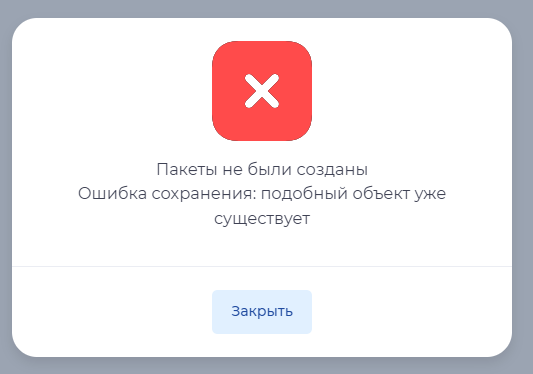 Пакеты не были созданы
Ошибка сохранения: подобный объект уже
существует
Закрыть